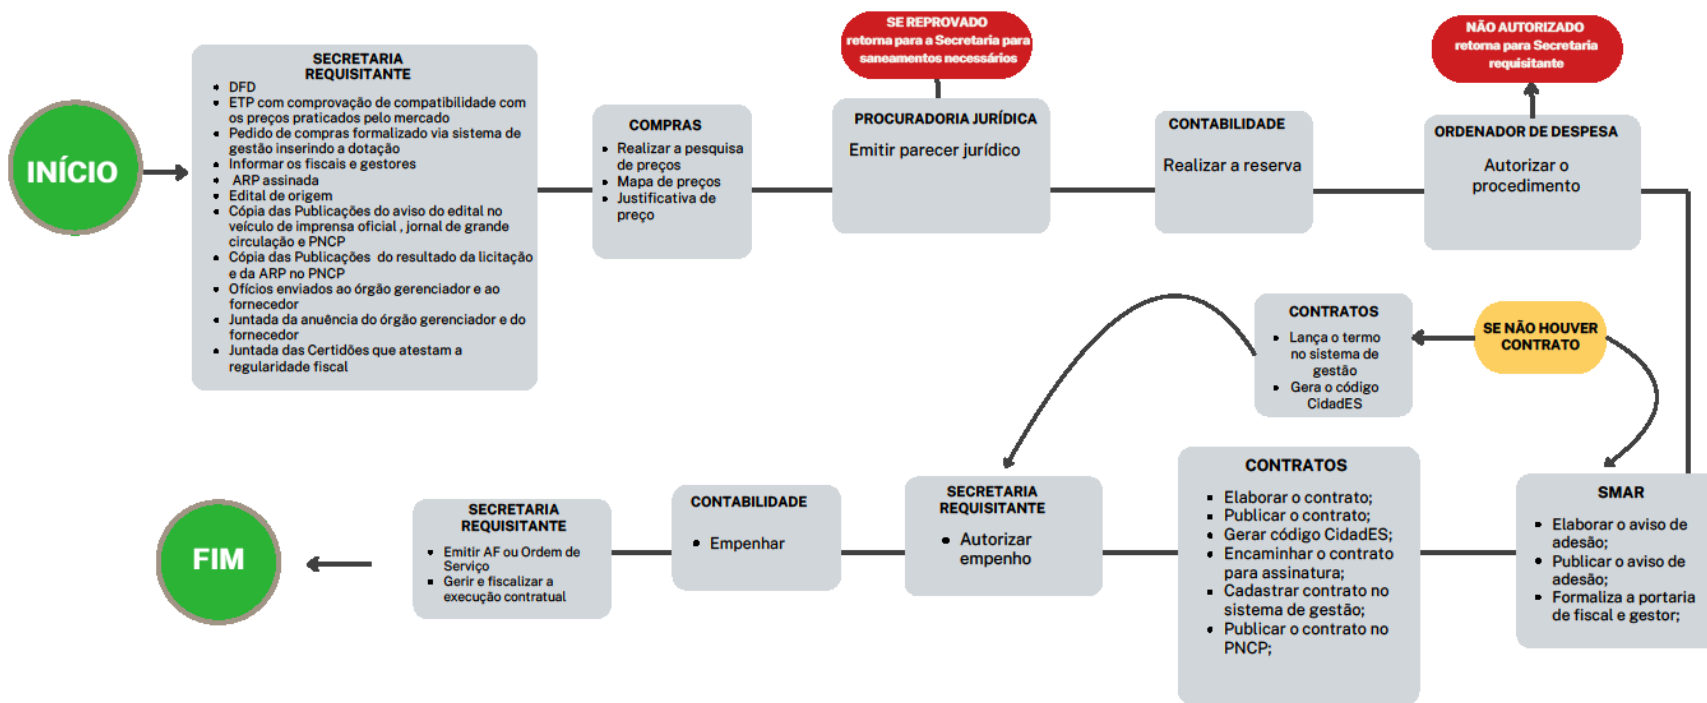 INÍCIO
SECRETARIA
REQUISITANTE
DFD
ETP com comprovação de compatibilidade com
os preços praticados pelo mercado
Pedido de compras formalizado via sistema de
gestão inserindo a dotação
Informar os fiscais e gestores
ARP assinada
Edital de origem
Cópia das Publicações do aviso do edital no
veículo de imprensa oficial , jornal de grande
circulação e PNCP
Cópia das Publicações do resultado da licitação
e da ARP no PNCP
Ofícios enviados ao órgão gerenciador e ao
fornecedor
Juntada da anuência do órgão gerenciador e do
fornecedor
Juntada das Certidões que atestam a
regularidade fiscal
COMPRAS
Realizar a pesquisa
de preços
Mapa de preços
Justificativa de
preço
SE REPROVADO
retorna para a Secretaria para
saneamentos necessários
PROCURADORIA JURÍDICA
Emitir parecer jurídico
CONTABILIDADE
Realizar a reserva
NÃO AUTORIZADO
retorna para Secretaria
requisitante
ORDENADOR DE DESPESA
Autorizar o
procedimento
SE NÃO HOUVER
CONTRATO
CONTRATOS
Lança o termo
no sistema de
gestão
Gera o código
CidadES
SMAR
Elaborar o aviso de
adesão;
Publicar o aviso de
adesão;
Formaliza a portaria
de fiscal e gestor;
CONTRATOS
Elaborar o contrato;
Publicar o contrato;
Gerar código CidadES;
Encaminhar o contrato
para assinatura;
Cadastrar contrato no
sistema de gestão;
Publicar o contrato no
PNCP;
SECRETARIA
REQUISITANTE
Autorizar
empenho
CONTABILIDADE
Empenhar
SECRETARIA
REQUISITANTE
Emitir AF ou Ordem de
Serviço
Gerir e fiscalizar a
execução contratual
FIM